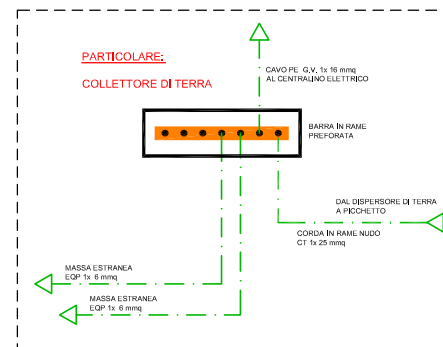 PARTICOLARE:
COLLETTORE DI TERRA
CAVO PE G.V. 1x 16 mmq
AL CENTRALINO ELETTRICO
BARRA IN RAME
PREFORATA
DAL DISPERSORE DI TERRA
A PICCHETTO
CORDA IN RAME NUDO
CT 1x 25 mmq
MASSA ESTRANEA
EQP 1x 6 mmq
MASSA ESTRANEA
EQP 1x 6 mmq